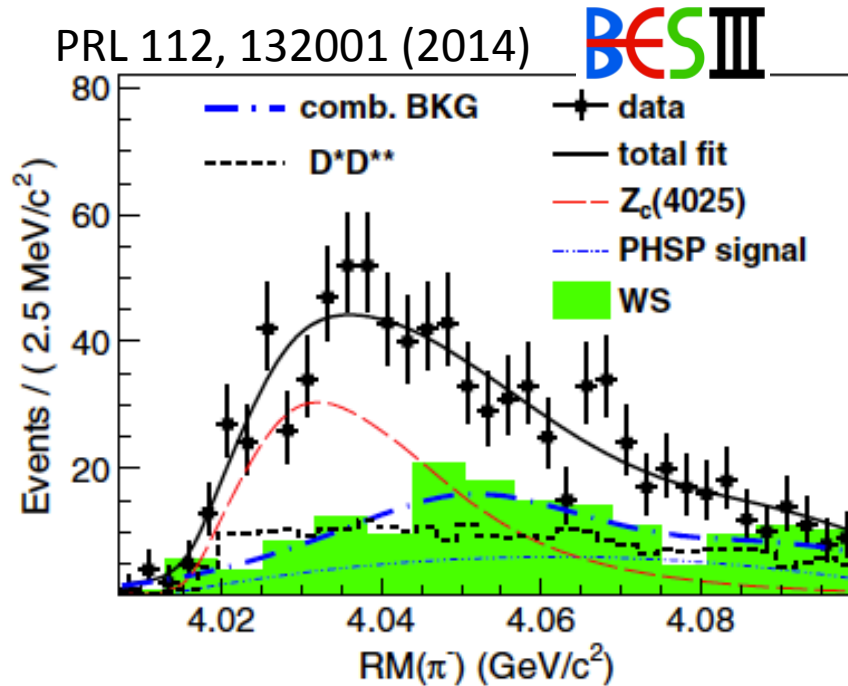 PRL 112, 132001 (2014)
BESIII
80
60
40
20
Events / ( 2.5 MeV/c²)
comb. BKG
D*D**
data
total fit
Zc(4025)
PHSP signal
WS
4.02
4.04
4.06
4.08
RM(π⁻) (GeV/c²)